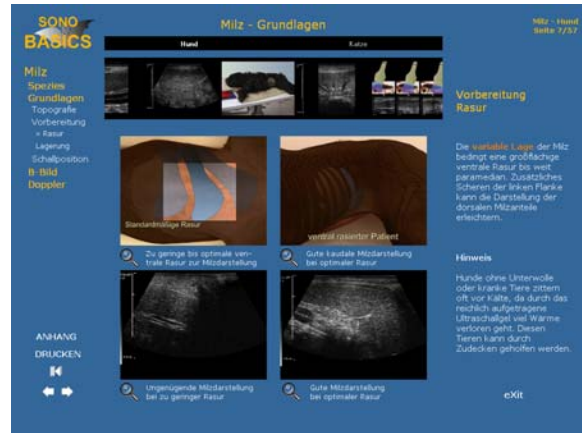 SONO
BASICS
Milz - Grundlagen
Milz - Hund
Seite 7/57
Hund
Katze
Milz
Spezies
Grundlagen
Topografie
Vorbereitung
» Rasur
Lagerung
Schallposition
B-Bild
Doppler
Standardmäßige Rasur
ventral rasierter Patient
Zu geringe bis optimale ven-
trale Rasur zur Milzdarstellung
Gute kaudale Milzdarstellung
bei optimaler Rasur
Ungenügende Milzdarstellung
bei zu geringer Rasur
Gute Milzdarstellung
bei optimaler Rasur
Vorbereitung
Rasur
Die variable Lage der Milz
bedingt eine großflächige
ventrale Rasur bis weit
paramedian. Zusätzliches
Scheren der linken Flanke
kann die Darstellung der
dorsalen Milzanteile
erleichtern.
Hinweis
Hunde ohne Unterwolle
oder kranke Tiere zittern
oft vor Kälte, da durch das
reichlich aufgetragene
Ultraschallgel viel Wärme
verloren geht. Diesen
Tieren kann durch
Zudecken geholfen werden.
ANHANG
DRUCKEN
eXit